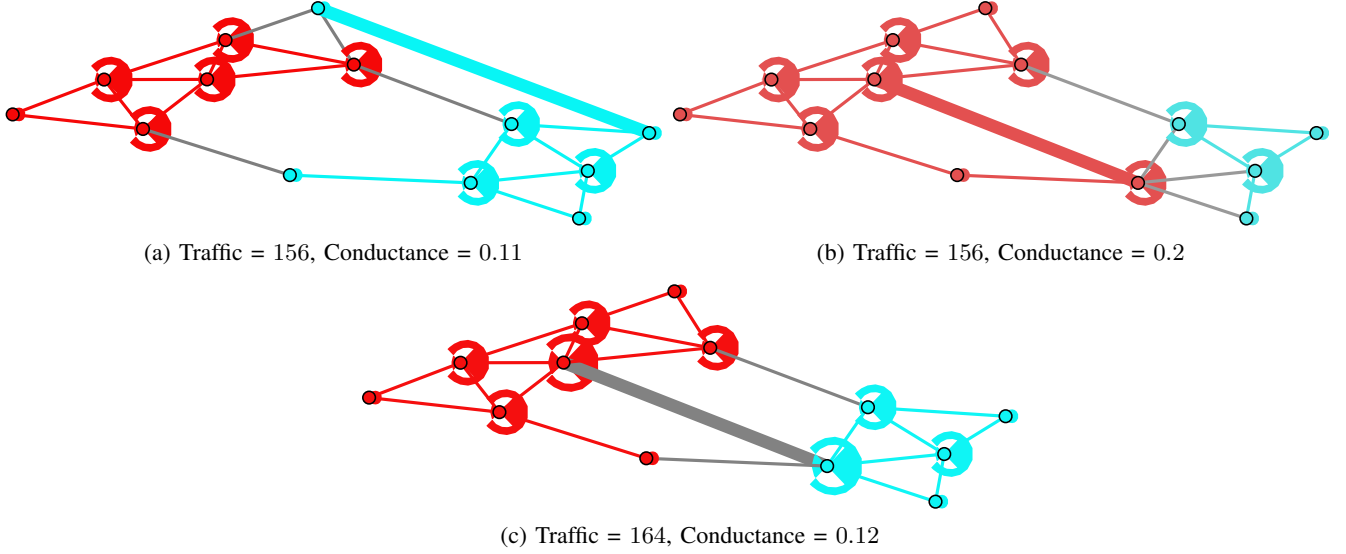 (a) Traffic = 156, Conductance = 0.11
(b) Traffic = 156, Conductance = 0.2
(c) Traffic = 164, Conductance = 0.12